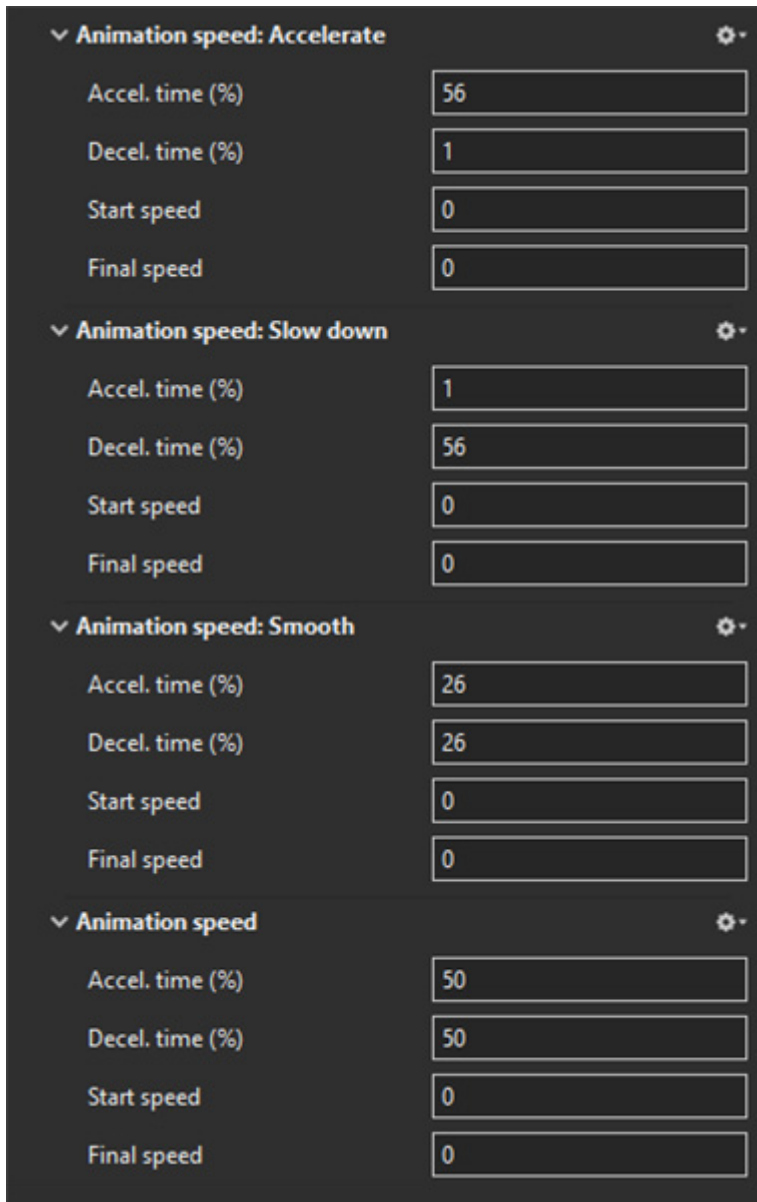 Animation speed: Accelerate
Accel. time (%) 56
Decel. time (%) 1
Start speed 0
Final speed 0
Animation speed: Slow down
Accel. time (%) 1
Decel. time (%) 56
Start speed 0
Final speed 0
Animation speed: Smooth
Accel. time (%) 26
Decel. time (%) 26
Start speed 0
Final speed 0
Animation speed
Accel. time (%) 50
Decel. time (%) 50
Start speed 0
Final speed 0